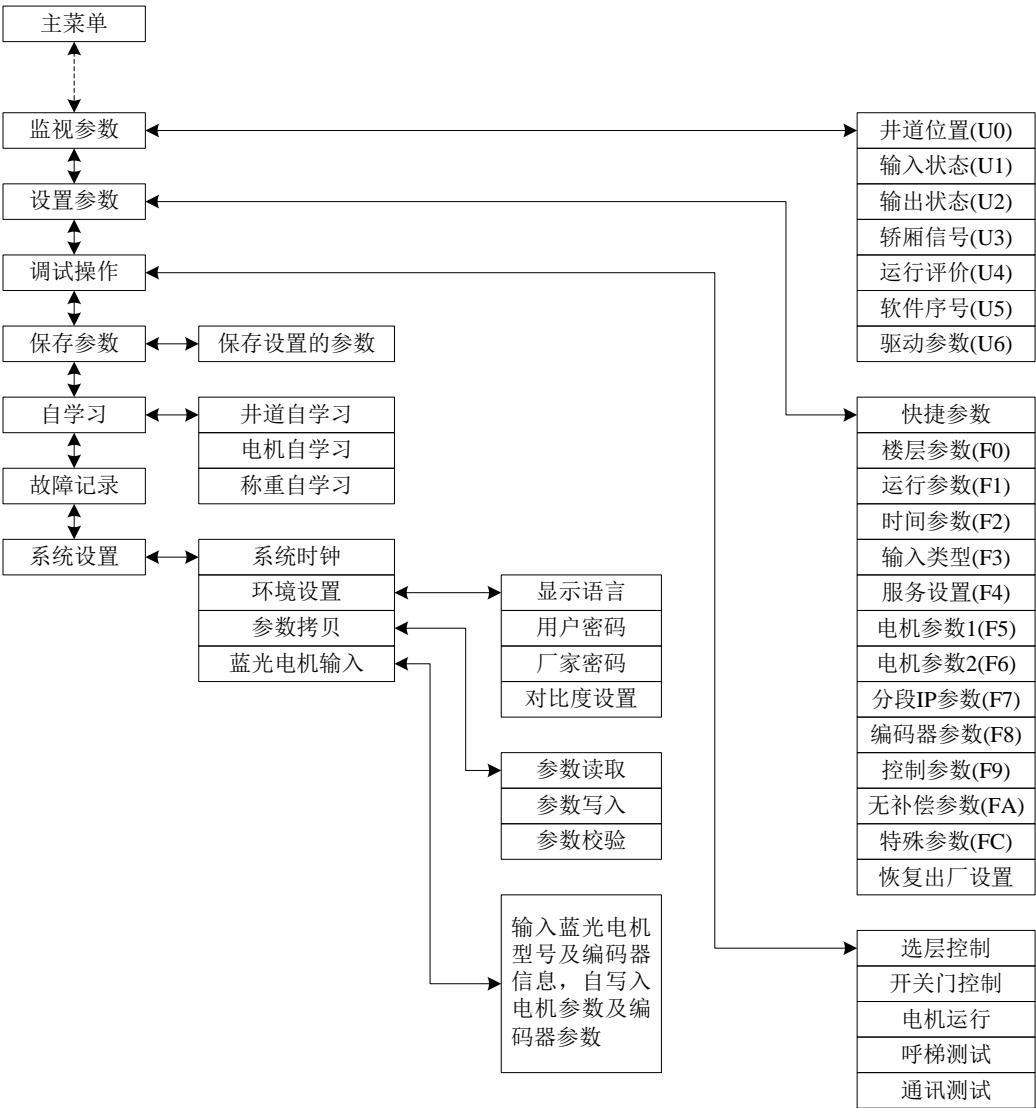 主菜单
监视参数
设置参数
调试操作
保存参数
自学习
故障记录
系统设置
保存设置的参数
井道自学习
电机自学习
称重自学习
系统时钟
环境设置
参数拷贝
蓝光电机输入
显示语言
用户密码
厂家密码
对比度设置
参数读取
参数写入
参数校验
输入蓝光电机
型号及编码器
信息，自写入
电机参数及编
码器参数
井道位置(U0)
输入状态(U1)
输出状态(U2)
轿厢信号(U3)
运行评价(U4)
软件序号(U5)
驱动参数(U6)
快捷参数
楼层参数(F0)
运行参数(F1)
时间参数(F2)
输入类型(F3)
服务设置(F4)
电机参数1(F5)
电机参数2(F6)
分段IP参数(F7)
编码器参数(F8)
控制参数(F9)
无补偿参数(FA)
特殊参数(FC)
恢复出厂设置
选层控制
开关门控制
电机运行
呼梯测试
通讯测试